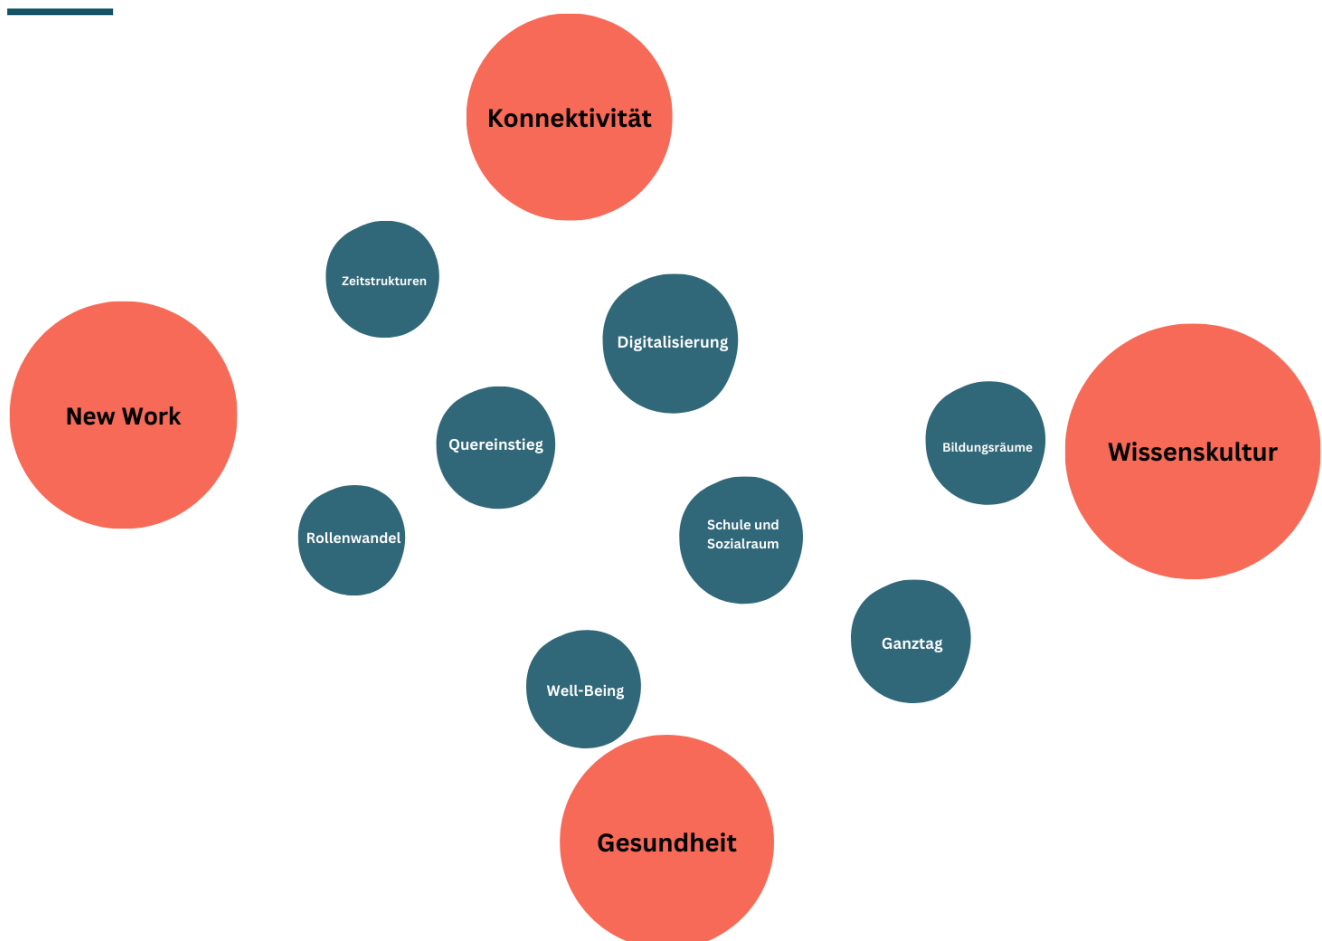 Konnektivität
Zeitstrukturen
Digitalisierung
New Work
Quereinstieg
Bildungsräume
Wissenskultur
Rollenwandel
Schule und
Sozialraum
Ganztag
Well-Being
Gesundheit